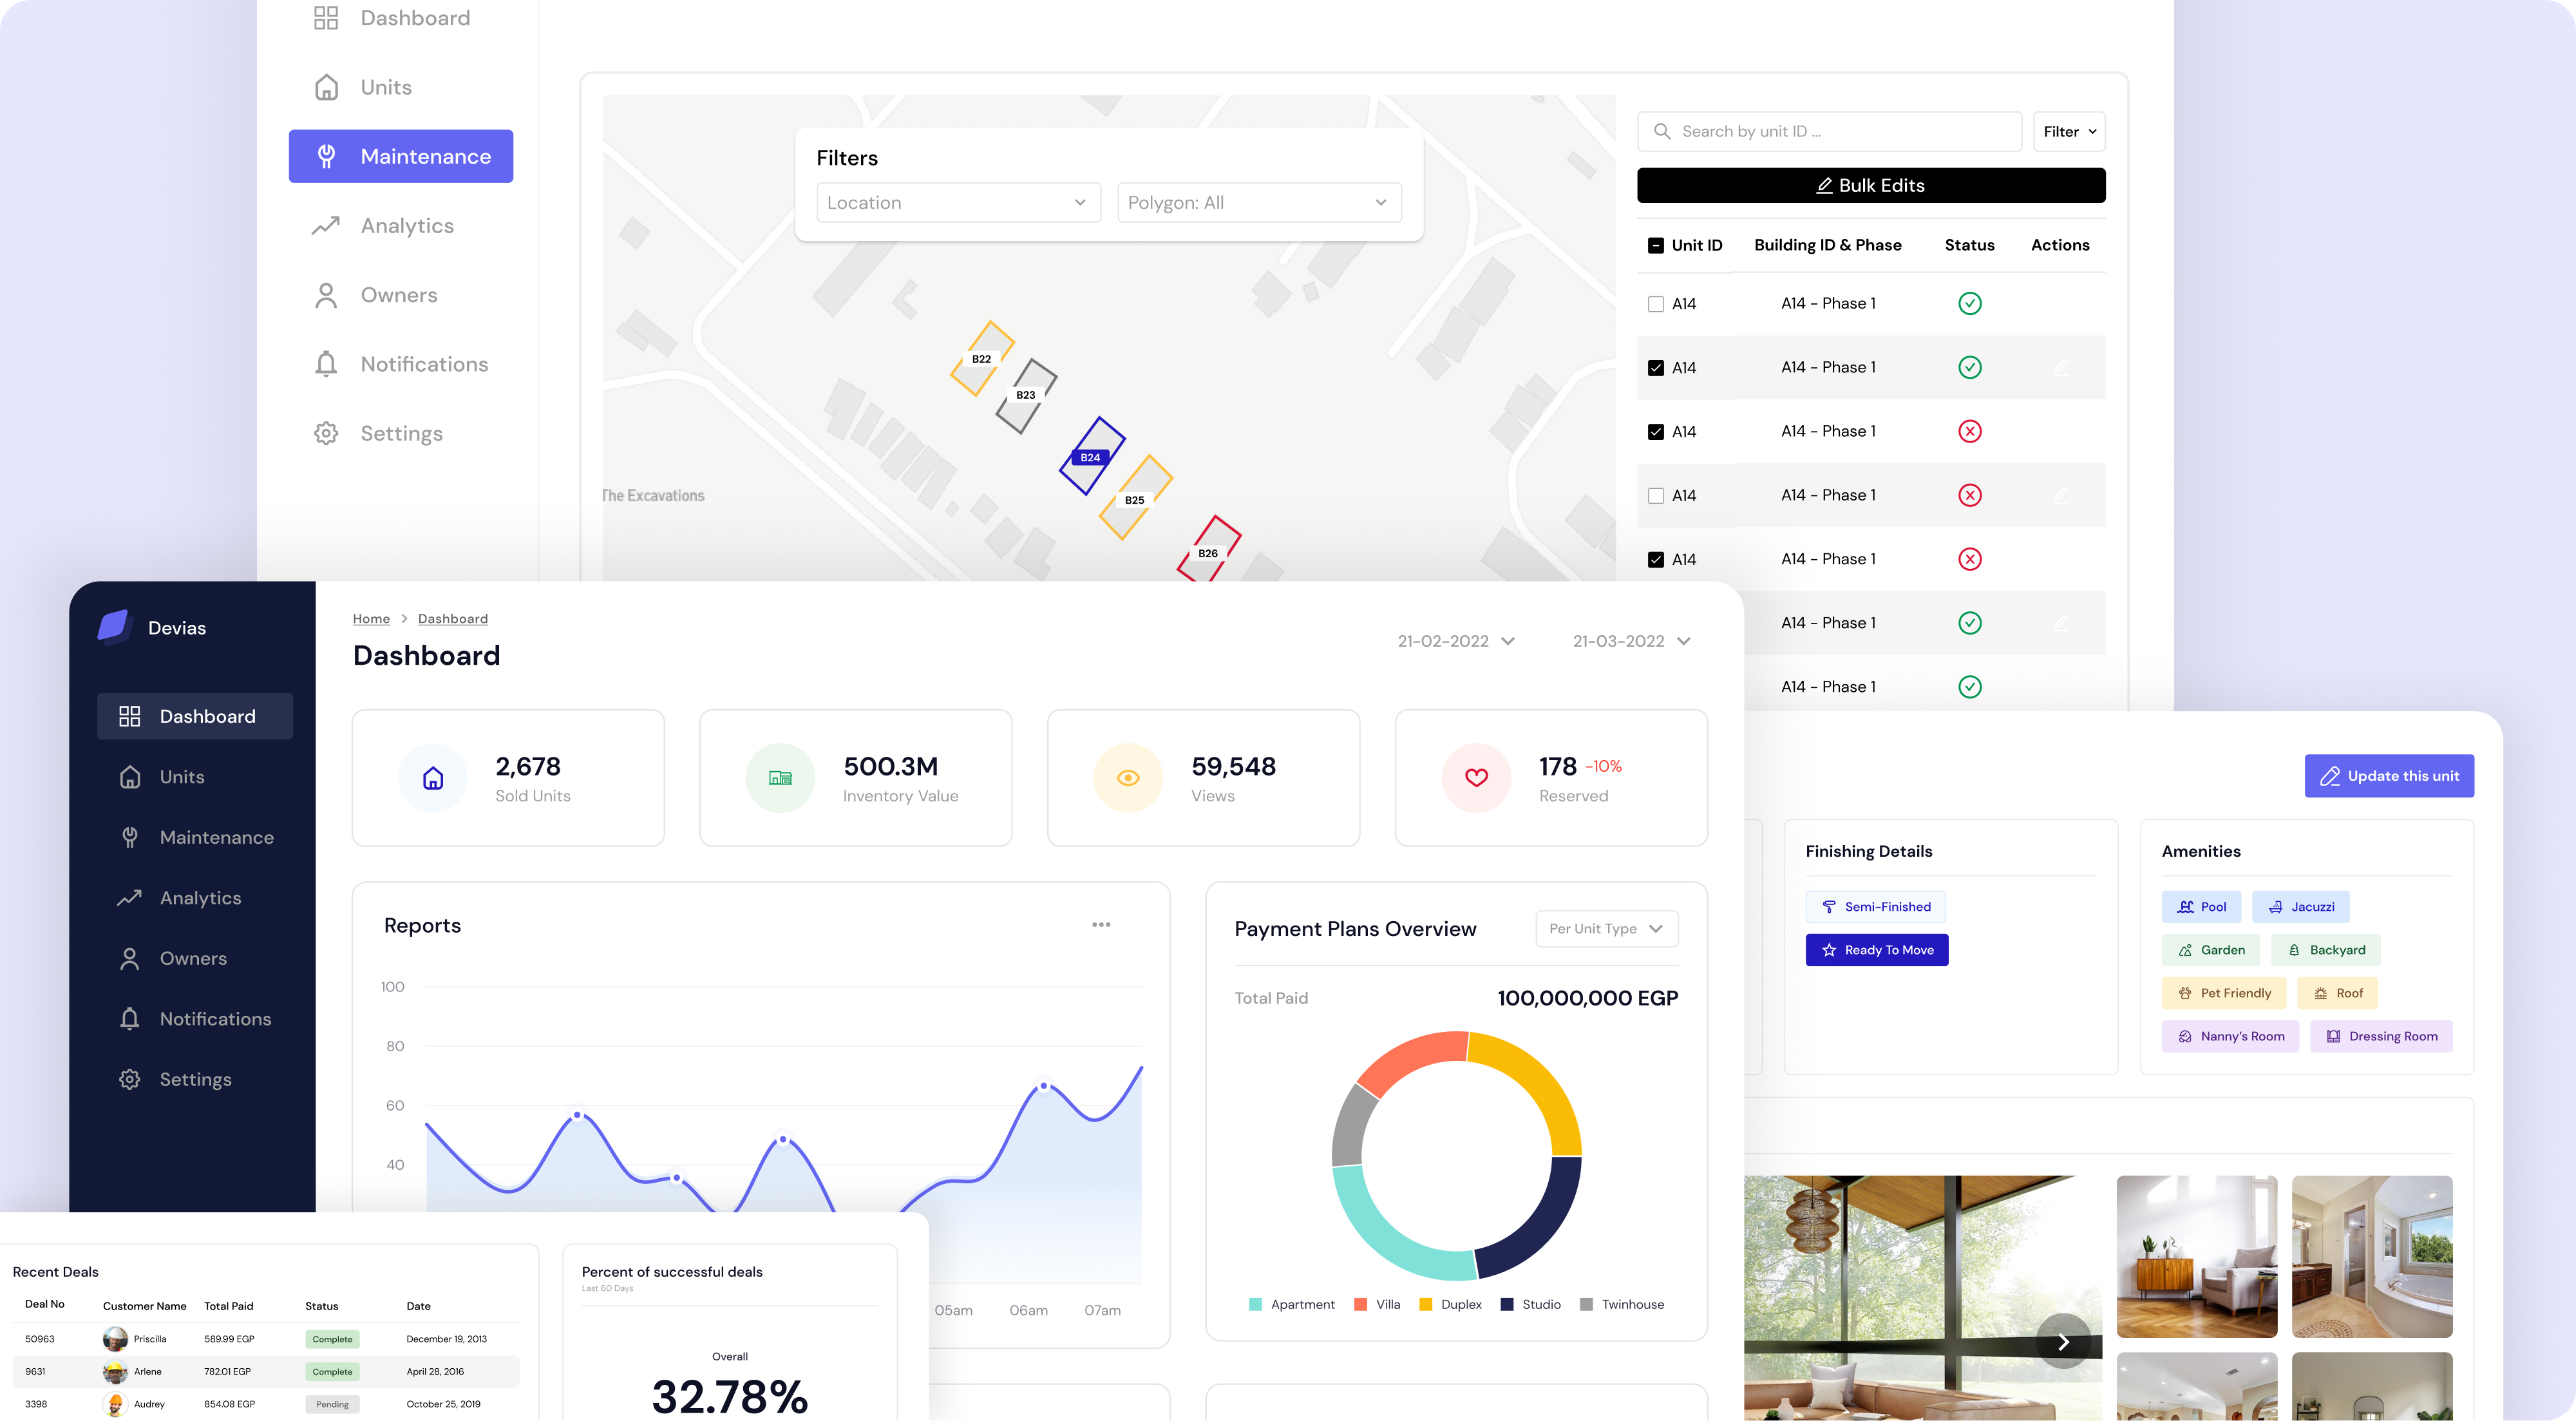 Dashboard
Units
Maintenance
Analytics
Owners
Notifications
Settings
Filters
Location
Polygon: All
The Excavations
B22
B23
B24
B25
B26
Search by unit ID ...
Filter
Bulk Edits
Unit ID Building ID & Phase Status Actions
A14 A14 - Phase 1
A14 A14 - Phase 1
A14 A14 - Phase 1
A14 A14 - Phase 1
A14 A14 - Phase 1
A14 - Phase 1
A14 - Phase 1
Devias
Dashboard
Units
Maintenance
Analytics
Owners
Notifications
Settings
Home > Dashboard
Dashboard
21-02-2022
21-03-2022
2,678
Sold Units
500.3M
Inventory Value
59,548
Views
178 -10%
Reserved
Reports
100
80
60
40
05am 06am 07am
Payment Plans Overview
Per Unit Type
Total Paid 100,000,000 EGP
Apartment Villa Duplex Studio Twinhouse
Update this unit
Finishing Details
Semi-Finished
Ready To Move
Amenities
Pool Jacuzzi
Garden Backyard
Pet Friendly Roof
Nanny's Room Dressing Room
Recent Deals
Deal No Customer Name Total Paid Status Date
50963 Priscilla 589.99 EGP Complete December 19, 2013
9631 Arlene 782.01 EGP Complete April 28, 2016
3398 Audrey 854.08 EGP Pending October 25, 2019
Percent of successful deals
Last 60 Days
Overall
32.78%